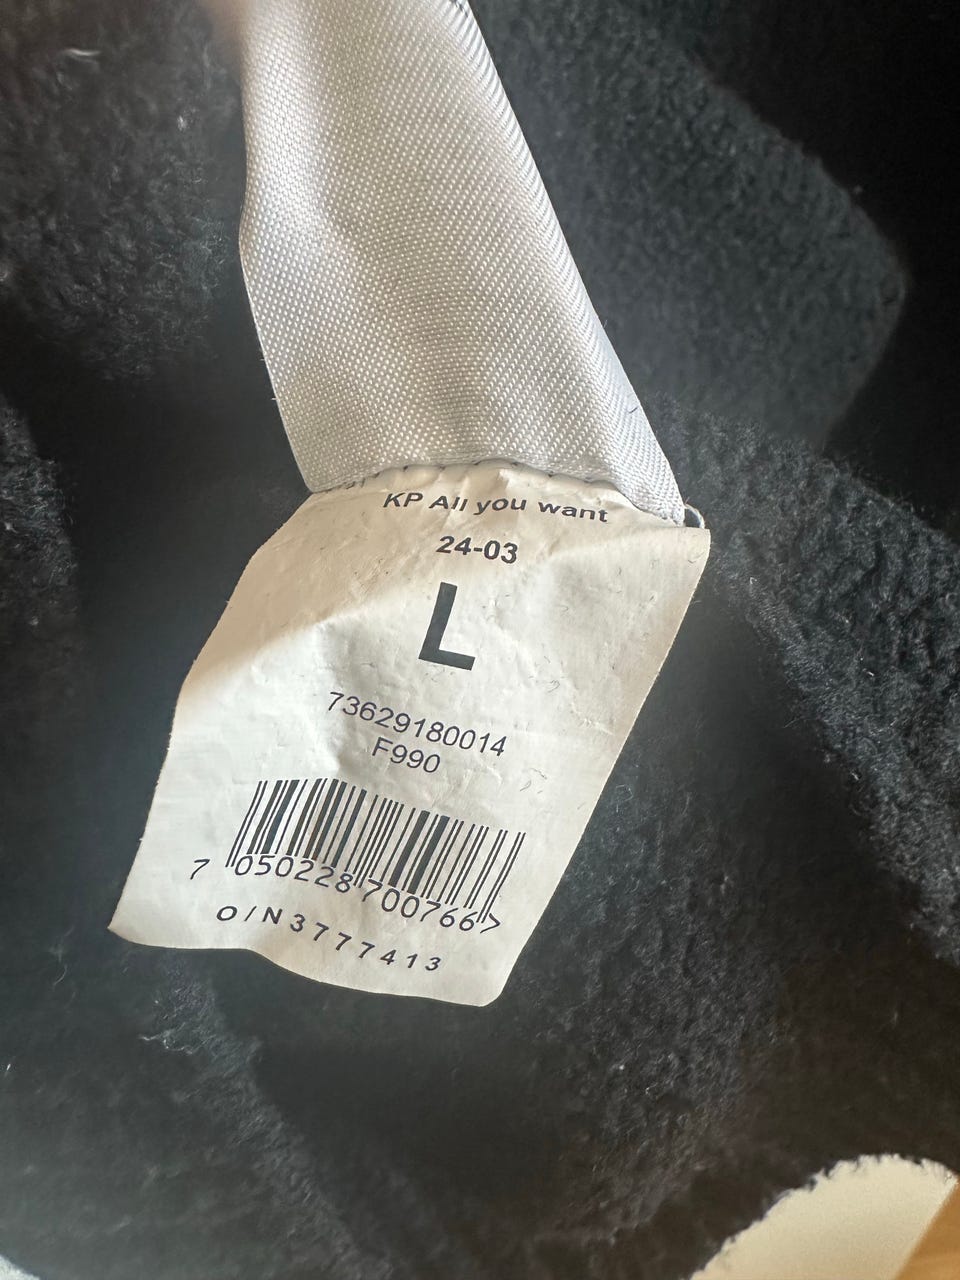 KP All you want
24-03
L
73629180014
F990
7 050228 700766 >
O/N3777413